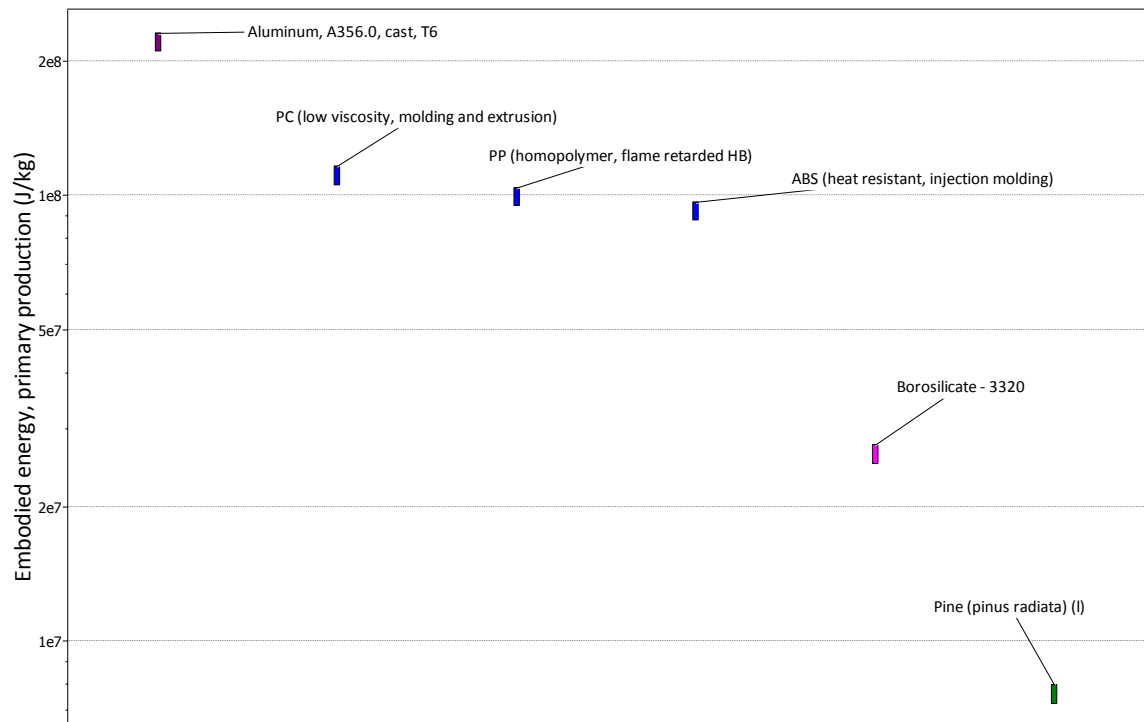 Aluminum, A356.0, cast, T6
2e8
PC (low viscosity, molding and extrusion)
PP (homopolymer, flame retarded HB)
ABS (heat resistant, injection molding)
1e8
Embodied energy, primary production (J/kg)
5e7
Borosilicate - 3320
2e7
Pine (pinus radiata) (l)
1e7